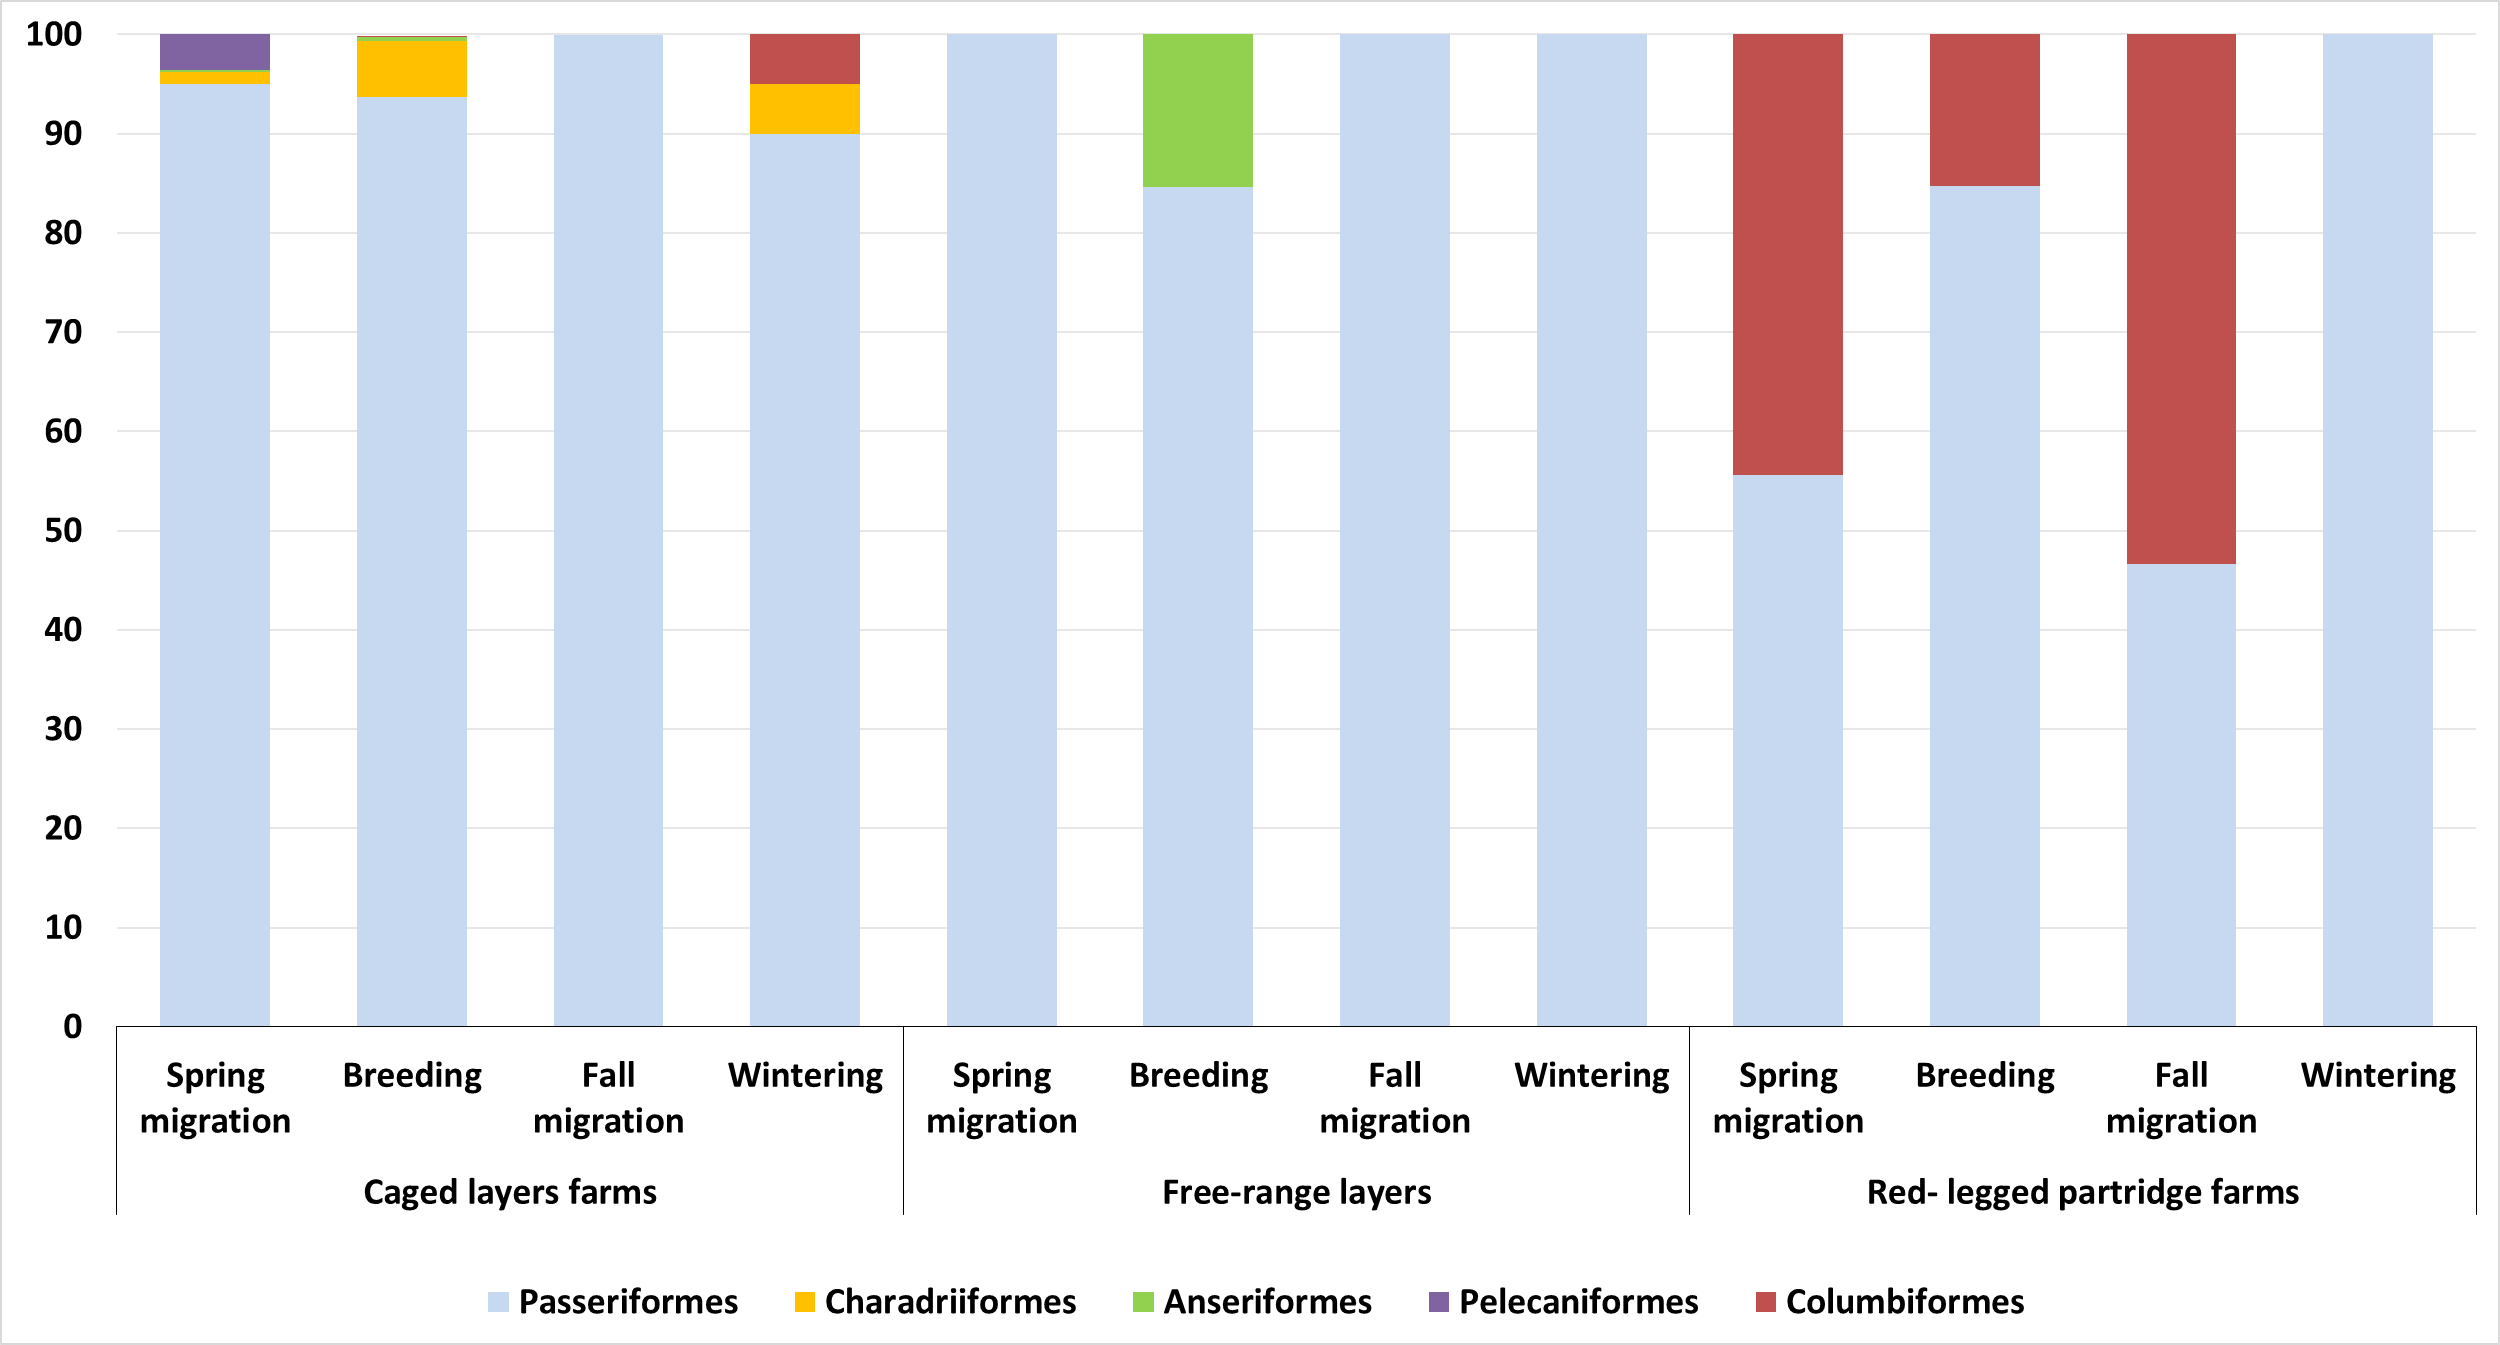 100
90
80
70
60
50
40
30
20
10
0
Spring migration
Breeding
Fall migration
Wintering
Spring migration
Breeding
Fall migration
Wintering
Spring migration
Breeding
Fall migration
Wintering
Caged layers farms
Free-range layers
Red- legged partridge farms
Passeriformes
Charadriiformes
Anseriformes
Pelecaniformes
Columbiformes